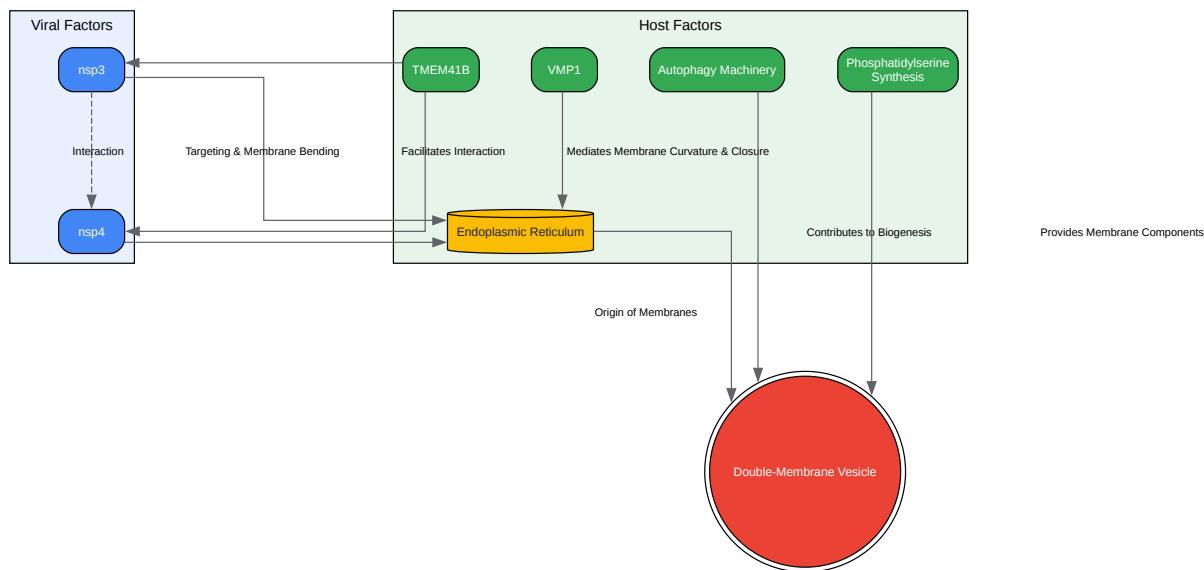 Viral Factors
Host Factors
nsp3
TMEM41B
VMP1
Autophagy Machinery
Phosphatidylserine
Synthesis
Interaction
Targeting & Membrane Bending
Facilitates Interaction
Mediates Membrane Curvature & Closure
nsp4
Endoplasmic Reticulum
Contributes to Biogenesis
Provides Membrane Components
Origin of Membranes
Double-Membrane Vesicle